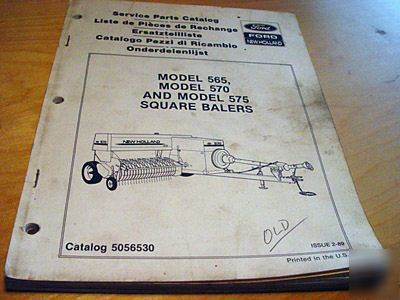 Service Parts Catalog
Liste de Pièces de Rechange
Ersatzteilliste
Catalogo Pezzi di Ricambio
Onderdelenlijst
Ford
FORD
NEW HOLLAND
MODEL 565,
MODEL 570
AND MODEL 575
SQUARE BALERS
NEW HOLLAND
OLD
Catalog 5056530
ISSUE 2-89
Printed in the U.S.